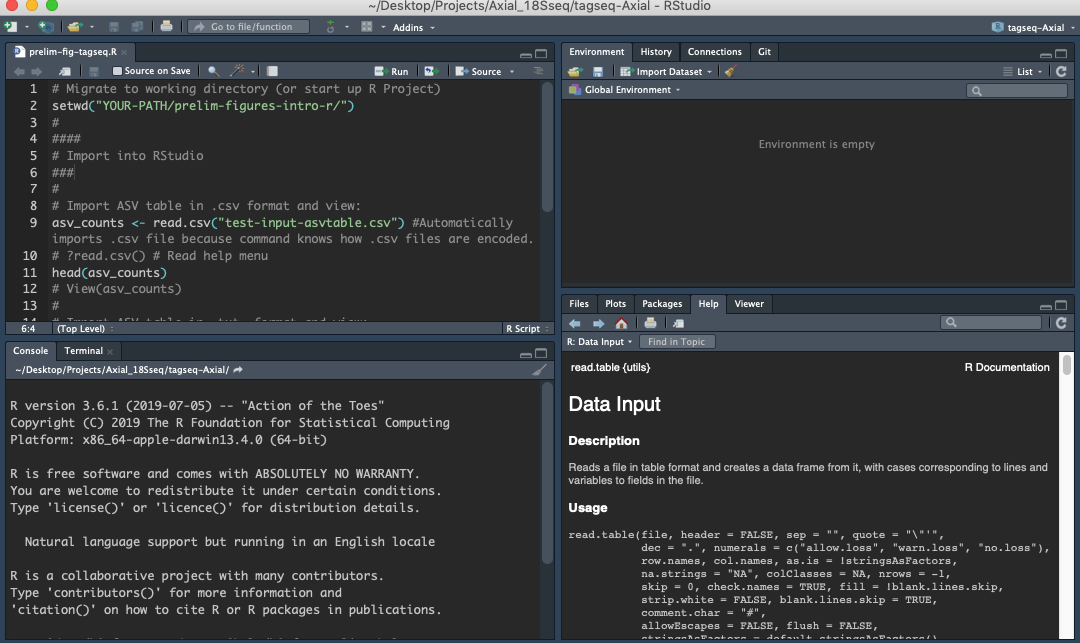 ~/Desktop/Projects/Axial_18Sseq/tagseq-Axial - RStudio
Go to file/function
Addins
tagseq-Axial
prelim-fig-tagseq.R
Source on Save
Run
Source
1 # Migrate to working directory (or start up R Project)
2 setwd("YOUR-PATH/prelim-figures-intro-r/")
3 #
4 ####
5 # Import into RStudio
6 ###
7 #
8 # Import ASV table in .csv format and view:
9 asv_counts <- read.csv("test-input-asvtable.csv") #Automatically
imports .csv file because command knows how .csv files are encoded.
10 # ?read.csv() # Read help menu
11 head(asv_counts)
12 # View(asv_counts)
13 #
14 # Import ASV table in .txt format and view:
6:4 (Top Level)
R Script
Console Terminal
~/Desktop/Projects/Axial_18Sseq/tagseq-Axial/
R version 3.6.1 (2019-07-05) -- "Action of the Toes"
Copyright (C) 2019 The R Foundation for Statistical Computing
Platform: x86_64-apple-darwin13.4.0 (64-bit)
R is free software and comes with ABSOLUTELY NO WARRANTY.
You are welcome to redistribute it under certain conditions.
Type 'license()' or 'licence()' for distribution details.
Natural language support but running in an English locale
R is a collaborative project with many contributors.
Type 'contributors()' for more information and
'citation()' on how to cite R or R packages in publications.
Environment History Connections Git
Import Dataset
List
Global Environment
Environment is empty
Files Plots Packages Help Viewer
R: Data Input
Find in Topic
read.table {utils}
R Documentation
Data Input
Description
Reads a file in table format and creates a data frame from it, with cases corresponding to lines and
variables to fields in the file.
Usage
read.table(file, header = FALSE, sep = "", quote = "\"'",
dec = ".", numerals = c("allow.loss", "warn.loss", "no.loss"),
row.names, col.names, as.is = !stringsAsFactors,
na.strings = "NA", colClasses = NA, nrows = -1,
skip = 0, check.names = TRUE, fill = !blank.lines.skip,
strip.white = FALSE, blank.lines.skip = TRUE,
comment.char = "#",
allowEscapes = FALSE, flush = FALSE,
stringsAsFactors = default.stringsAsFactors(),